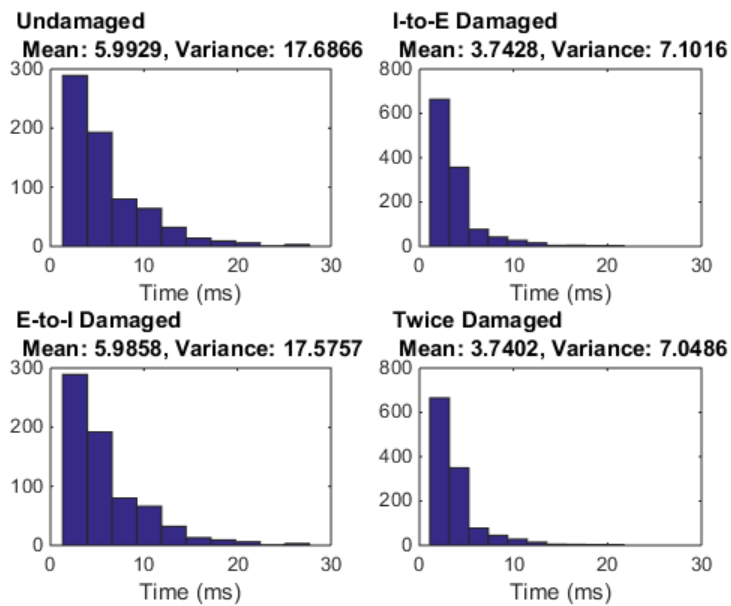 Undamaged
Mean: 5.9929, Variance: 17.6866
300
200
100
0
0 10 20 30
Time (ms)
I-to-E Damaged
Mean: 3.7428, Variance: 7.1016
800
600
400
200
0
0 10 20 30
Time (ms)
E-to-I Damaged
Mean: 5.9858, Variance: 17.5757
300
200
100
0
0 10 20 30
Time (ms)
Twice Damaged
Mean: 3.7402, Variance: 7.0486
800
600
400
200
0
0 10 20 30
Time (ms)